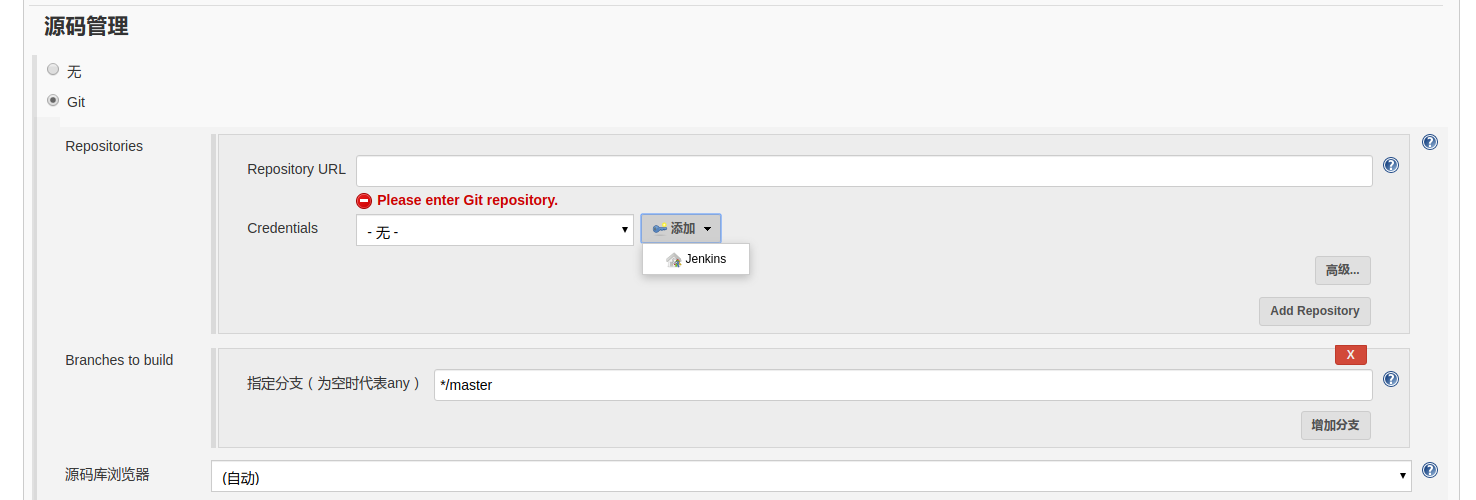 源码管理
无
Git
Repositories
Repository URL
Please enter Git repository.
Credentials
- 无 -
添加
Jenkins
高级...
Add Repository
Branches to build
X
指定分支（为空时代表any）
*/master
增加分支
源码库浏览器
(自动)